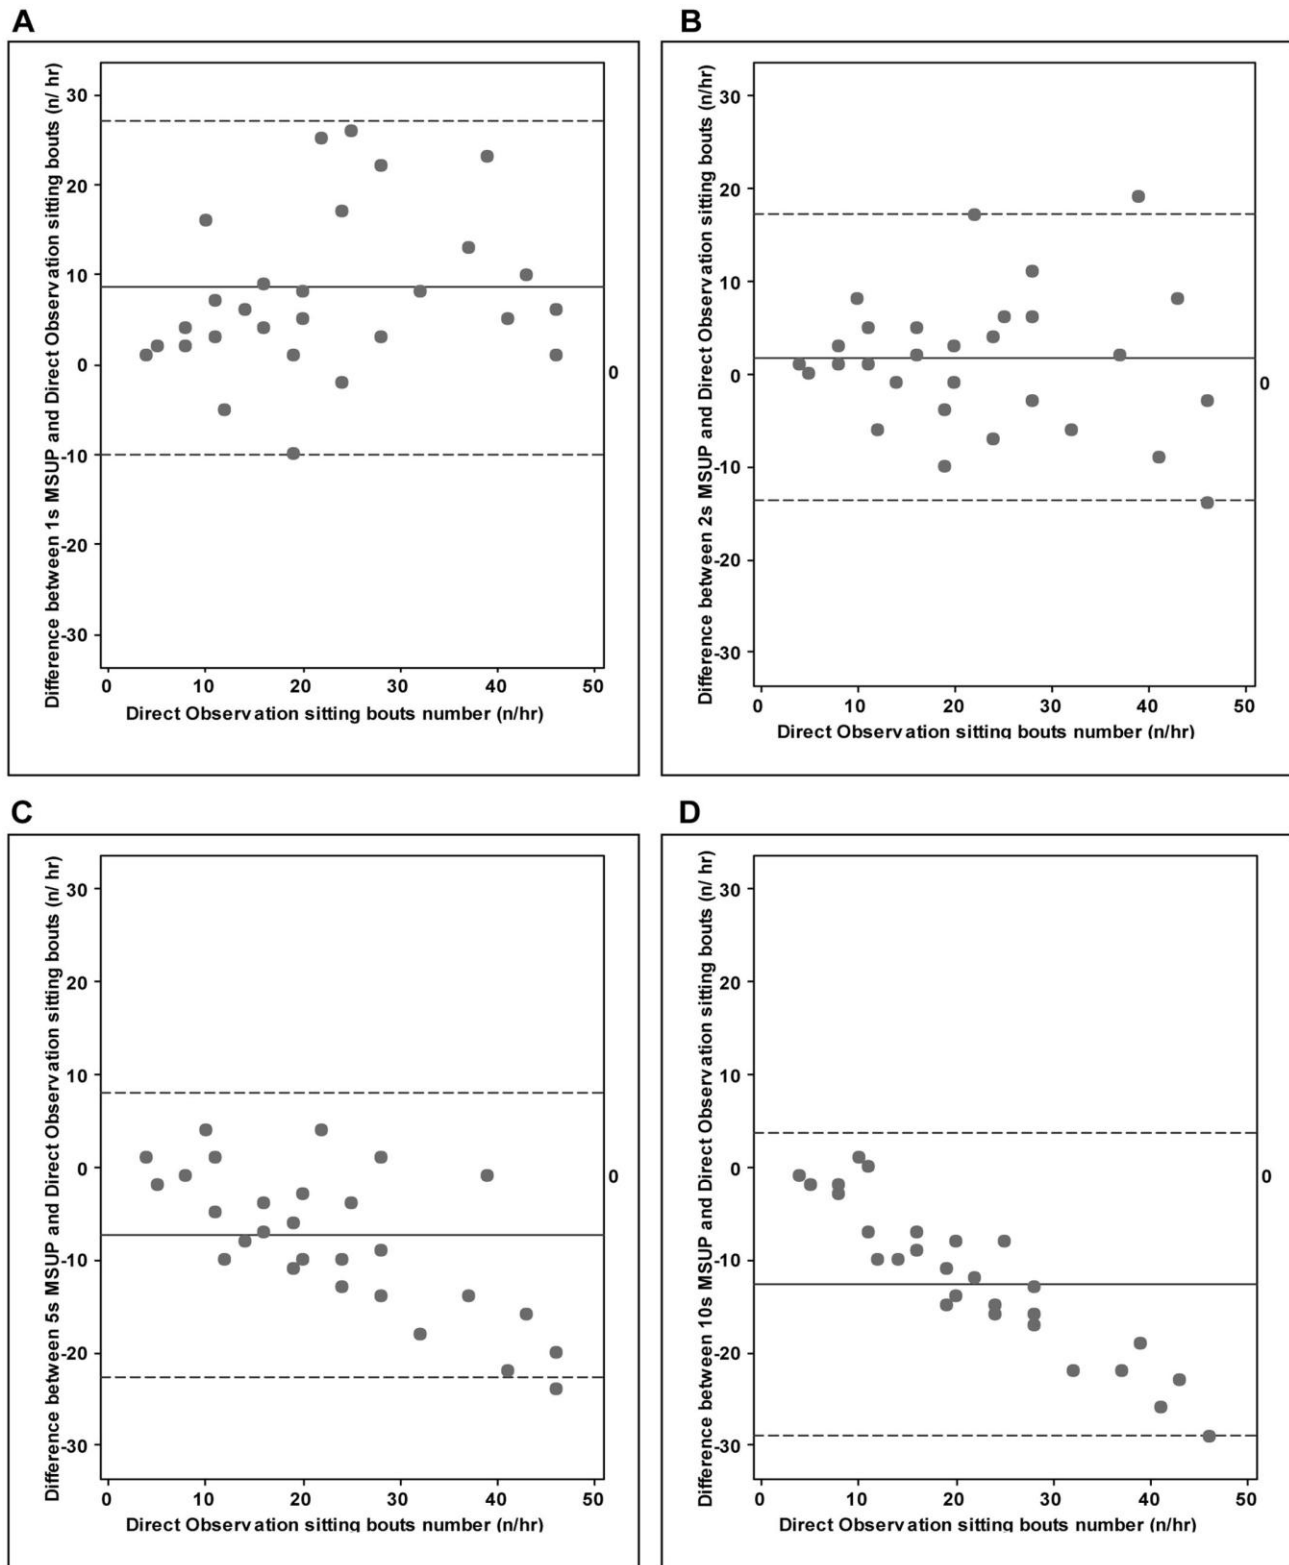 A
Difference between 1s MSUP and Direct Observation sitting bouts (n/ hr)
30
20
10
0
-10
-20
-30
0
0 10 20 30 40 50
Direct Observation sitting bouts number (n/hr)
B
Difference between 2s MSUP and Direct Observation sitting bouts (n/hr)
30
20
10
0
-10
-20
-30
0
0 10 20 30 40 50
Direct Observation sitting bouts number (n/hr)
C
Difference between 5s MSUP and Direct Observation sitting bouts (n/ hr)
30
20
10
0
-10
-20
-30
0
0 10 20 30 40 50
Direct Observation sitting bouts number (n/hr)
D
Difference between 10s MSUP and Direct Observation sitting bouts (n/ hr)
30
20
10
0
-10
-20
-30
0
0 10 20 30 40 50
Direct Observation sitting bouts number (n/hr)